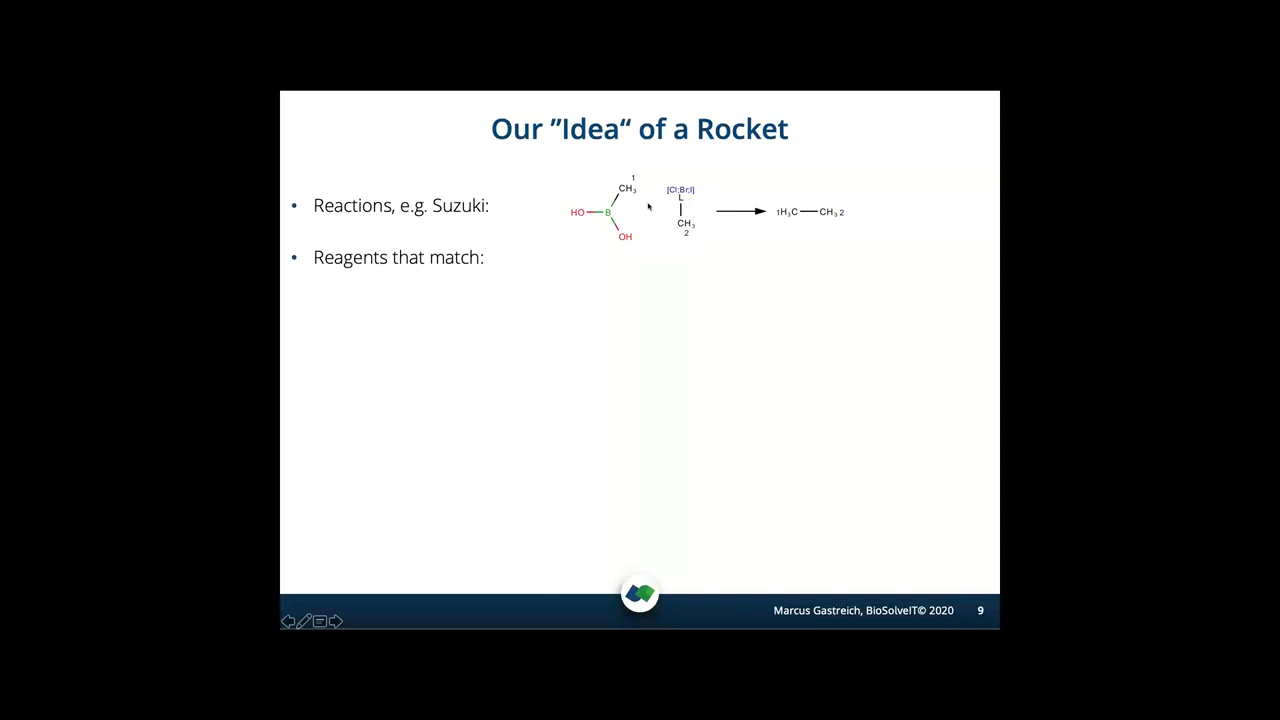 Our ”Idea“ of a Rocket
• Reactions, e.g. Suzuki:
1
CH3
HO B
OH
[Cl;Br;I]
L
CH3
2
1H3C CH3 2
• Reagents that match:
Marcus Gastreich, BioSolveIT© 2020 9